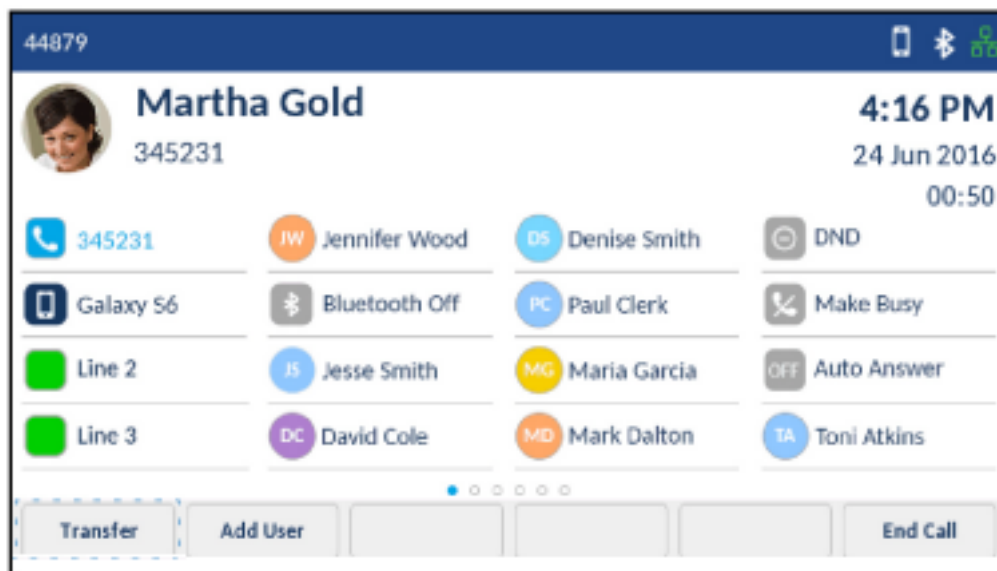 44879
Martha Gold
4:16 PM
345231
24 Jun 2016
00:50
345231 JW Jennifer Wood DS Denise Smith DND
Galaxy S6 Bluetooth Off PC Paul Clerk Make Busy
Line 2 JS Jesse Smith MG Maria Garcia OFF Auto Answer
Line 3 DC David Cole MD Mark Dalton TA Toni Atkins
Transfer Add User End Call